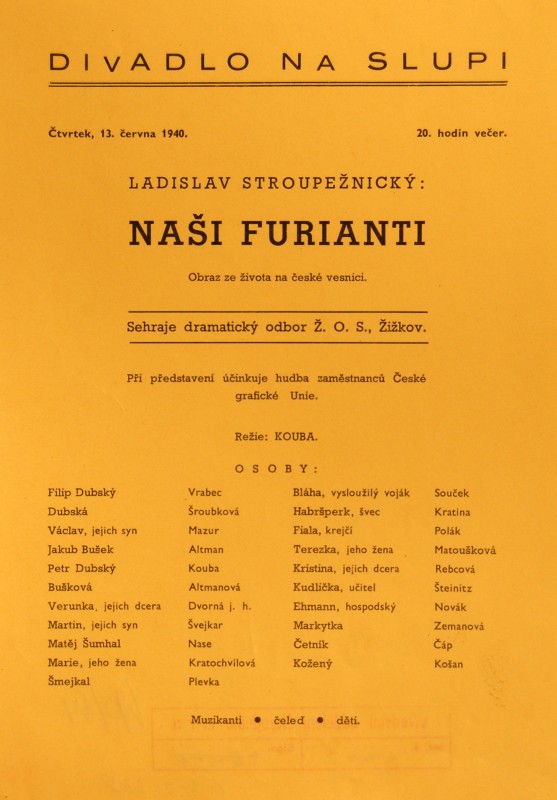 DIVADLO NA SLUPI
Čtvrtek, 13. června 1940. 20. hodin večer.
LADISLAV STROUPEŽNICKÝ:
NAŠI FURIANTI
Obraz ze života na české vesnici.
Sehraje dramatický odbor Ž. O. S., Žižkov.
Při představení účinkuje hudba zaměstnanců České
grafické Unie.
Režie: KOUBA.
OSOBY:
Filip Dubský Vrabec Bláha, vysloužilý voják Souček
Dubská Šroubková Habršperk, švec Kratina
Václav, jejich syn Mazur Fiala, krejčí Polák
Jakub Bušek Altman Terezka, jeho žena Matoušková
Petr Dubský Kouba Kristina, jejich dcera Rebcová
Bušková Altmanová Kudlička, učitel Šteinitz
Verunka, jejich dcera Dvorná j. h. Ehmann, hospodský Novák
Martin, jejich syn Švejkar Markytka Zemanová
Matěj Šumhal Nase Četník Čáp
Marie, jeho žena Kratochvílová Kožený Košan
Šmejkal Plevka
Muzikanti ● čeleď ● děti.